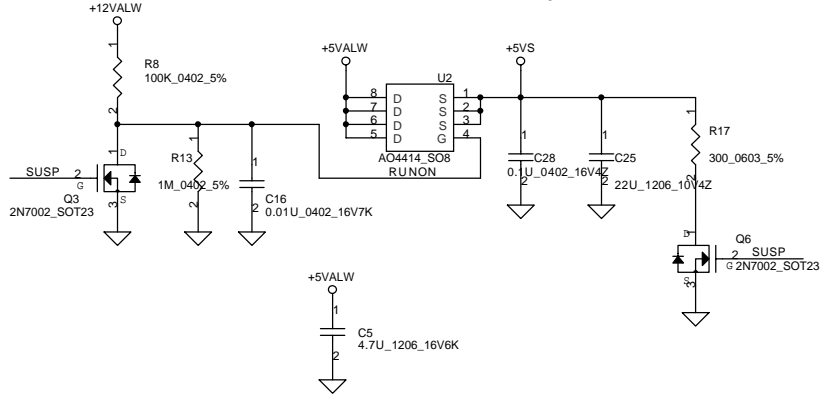 +12VALW
1
R8
100K_0402_5%
2
+5VALW
+5VS
U2
8 D S 1
7 D S 2
6 D S 3
5 D G 4
AO4414_SO8
RUNON
1
R13
1M_0402_5%
2
1
C16
0.01U_0402_16V7K
2
SUSP
2
G
1
D
S
3
Q3
2N7002_SOT23
1
C28
0.1U_0402_16V4Z
2
1
C25
22U_1206_10V4Z
2
1
R17
300_0603_5%
2
1
D
S
3
Q6
SUSP
2
G
2N7002_SOT23
+5VALW
1
C5
4.7U_1206_16V6K
2